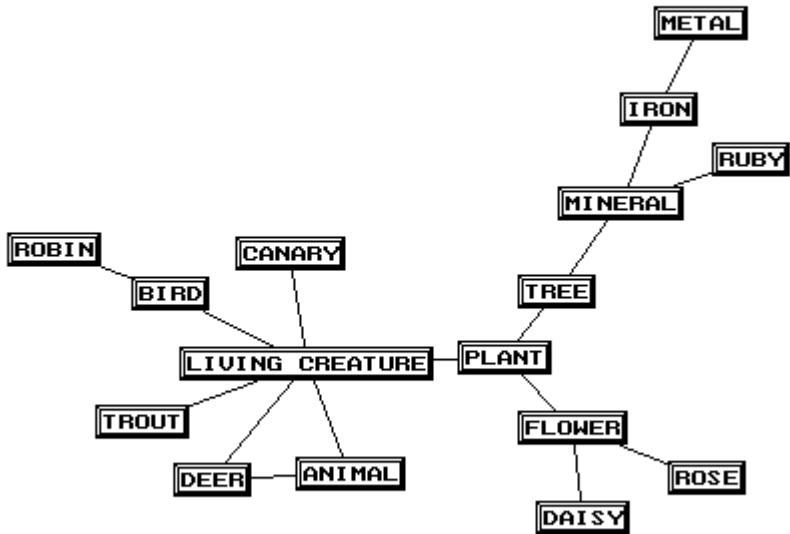 METAL
IRON
RUBY
MINERAL
ROBIN
CANARY
BIRD
TREE
LIVING CREATURE
PLANT
TROUT
FLOWER
DEER
ANIMAL
ROSE
DAISY